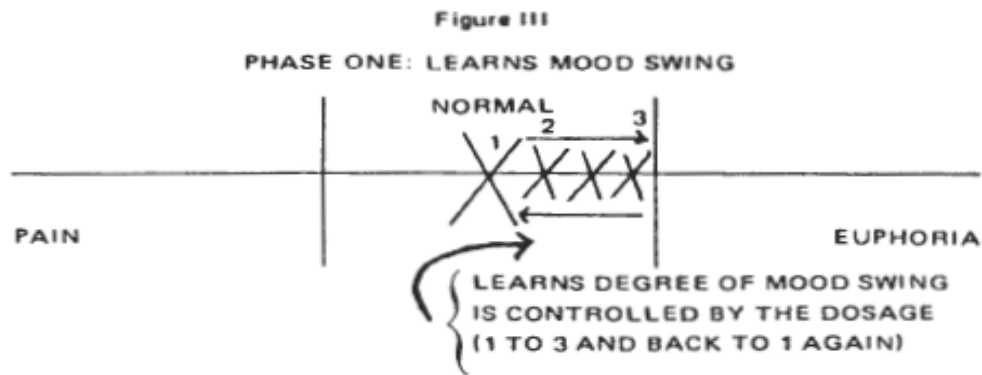 Figure III
PHASE ONE: LEARNS MOOD SWING
NORMAL
1 2 3
PAIN
EUPHORIA
LEARNS DEGREE OF MOOD SWING
IS CONTROLLED BY THE DOSAGE
(1 TO 3 AND BACK TO 1 AGAIN)